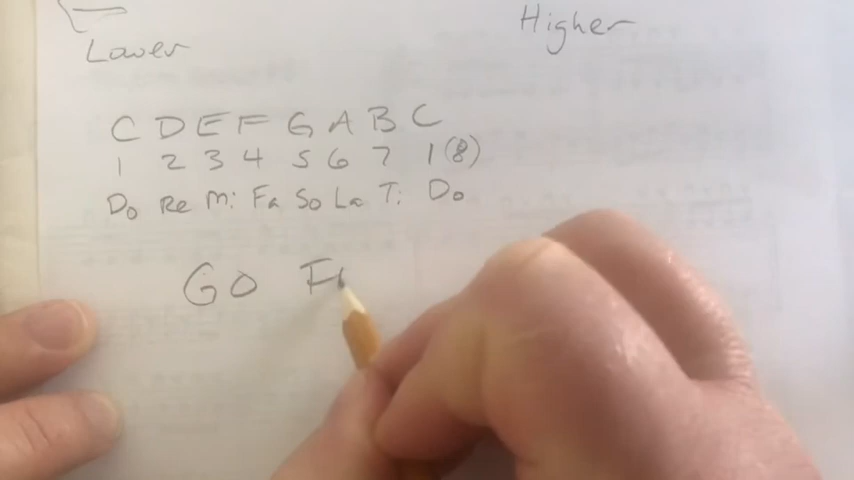 Lower Higher
C D E F G A B C
1 2 3 4 5 6 7 1(8)
Do Re Mi Fa So La Ti Do
GO F